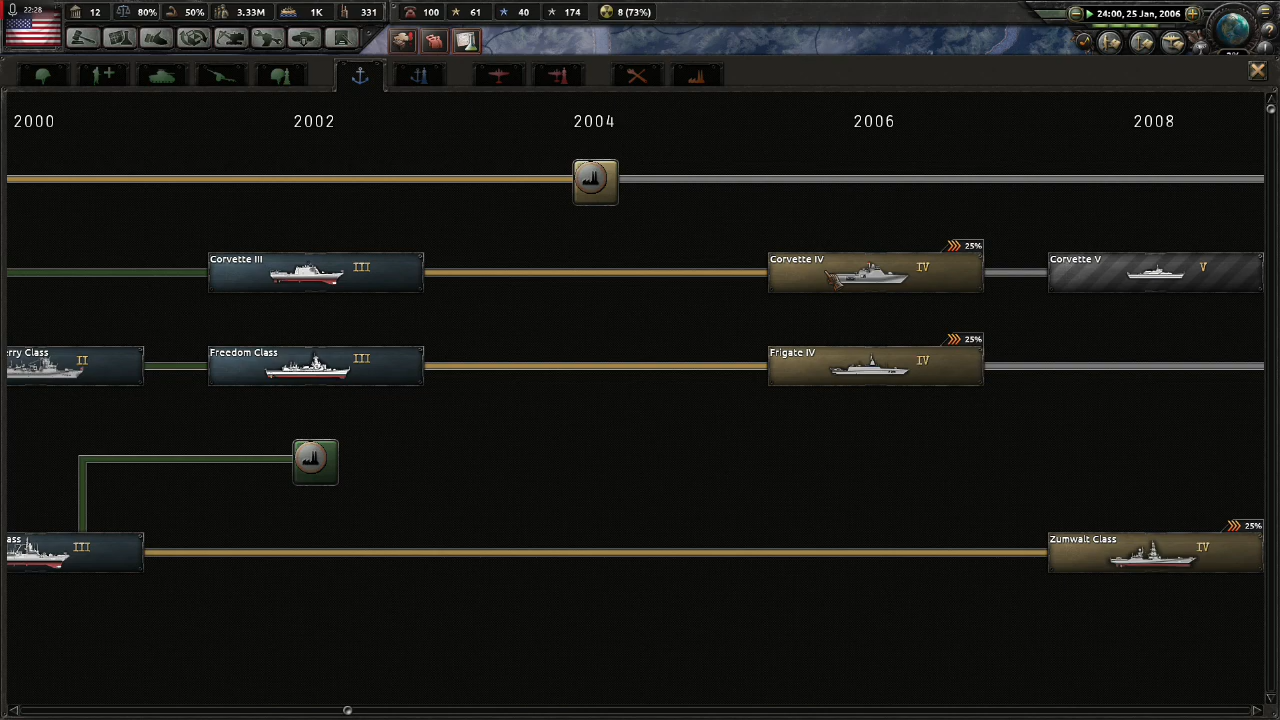 22:28
12 80% 50% 3.33M 1K 331 100 61 40 174 8 (73%) 24:00, 25 Jan, 2006
2000 2002 2004 2006 2008
25%
Corvette III III
Corvette IV IV
Corvette V V
25%
rry Class II
Freedom Class III
Frigate IV IV
25%
ass III
Zumwalt Class IV